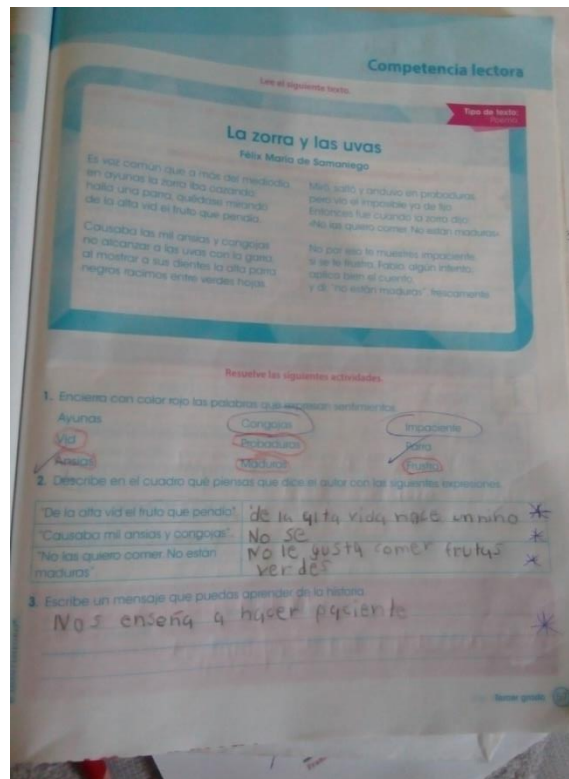 Competencia lectora
Lee el siguiente texto.
Tipo de texto:
Poema
La zorra y las uvas
Félix María de Samaniego
Es voz común que a más del mediodía
en ayunas la zorra iba cazando;
halla una parra, quédase mirando
de la alta vid el fruto que pendía.
Causaba las mil ansias y congojas
no alcanzar a las uvas con la garra,
al mostrar a sus dientes la alta parra
negros racimos entre verdes hojas.
Miró, saltó y anduvo en probaduras,
pero vio el imposible ya de fijo.
Entonces fue cuando la zorra dijo:
«No las quiero comer. No están maduras».
No por eso te muestres impaciente
si se te frustra, Fabio, algún intento;
aplica bien el cuento,
y di: "no están maduras", frescamente.
Resuelve las siguientes actividades.
1. Encierra con color rojo las palabras que expresan sentimientos.
Ayunas Congojas Impaciente
Vid Probaduras Parra
Ansias Maduras Frustra
2. Describe en el cuadro qué piensas que dice el autor con las siguientes expresiones.
"De la alta vid el fruto que pendía". de la alta vida nace un niño
"Causaba mil ansias y congojas". No se
"No las quiero comer. No están maduras" No le gusta comer frutas verdes
3. Escribe un mensaje que puedas aprender de la historia.
Nos enseña a hacer paciente
Tercer grado